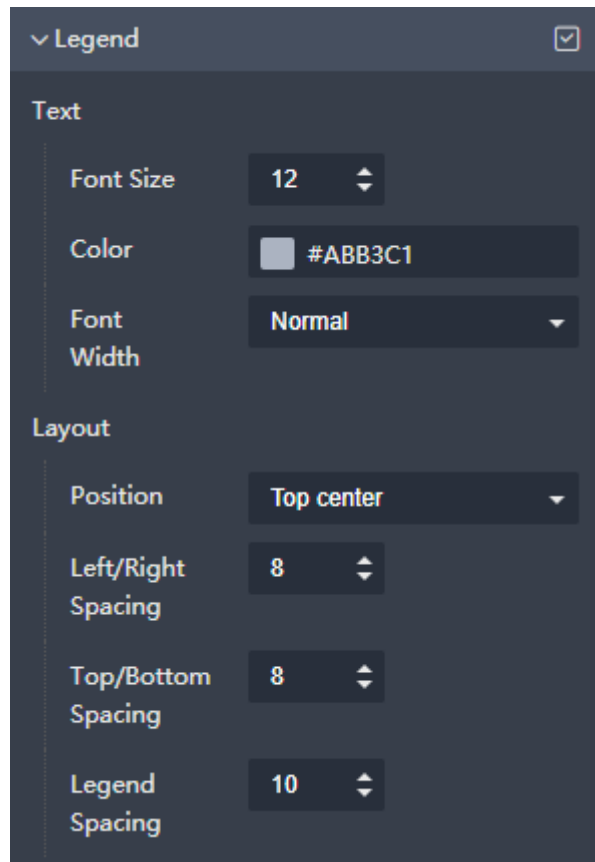 Legend
Text
Font Size 12
Color #ABB3C1
Font Width Normal
Layout
Position Top center
Left/Right Spacing 8
Top/Bottom Spacing 8
Legend Spacing 10